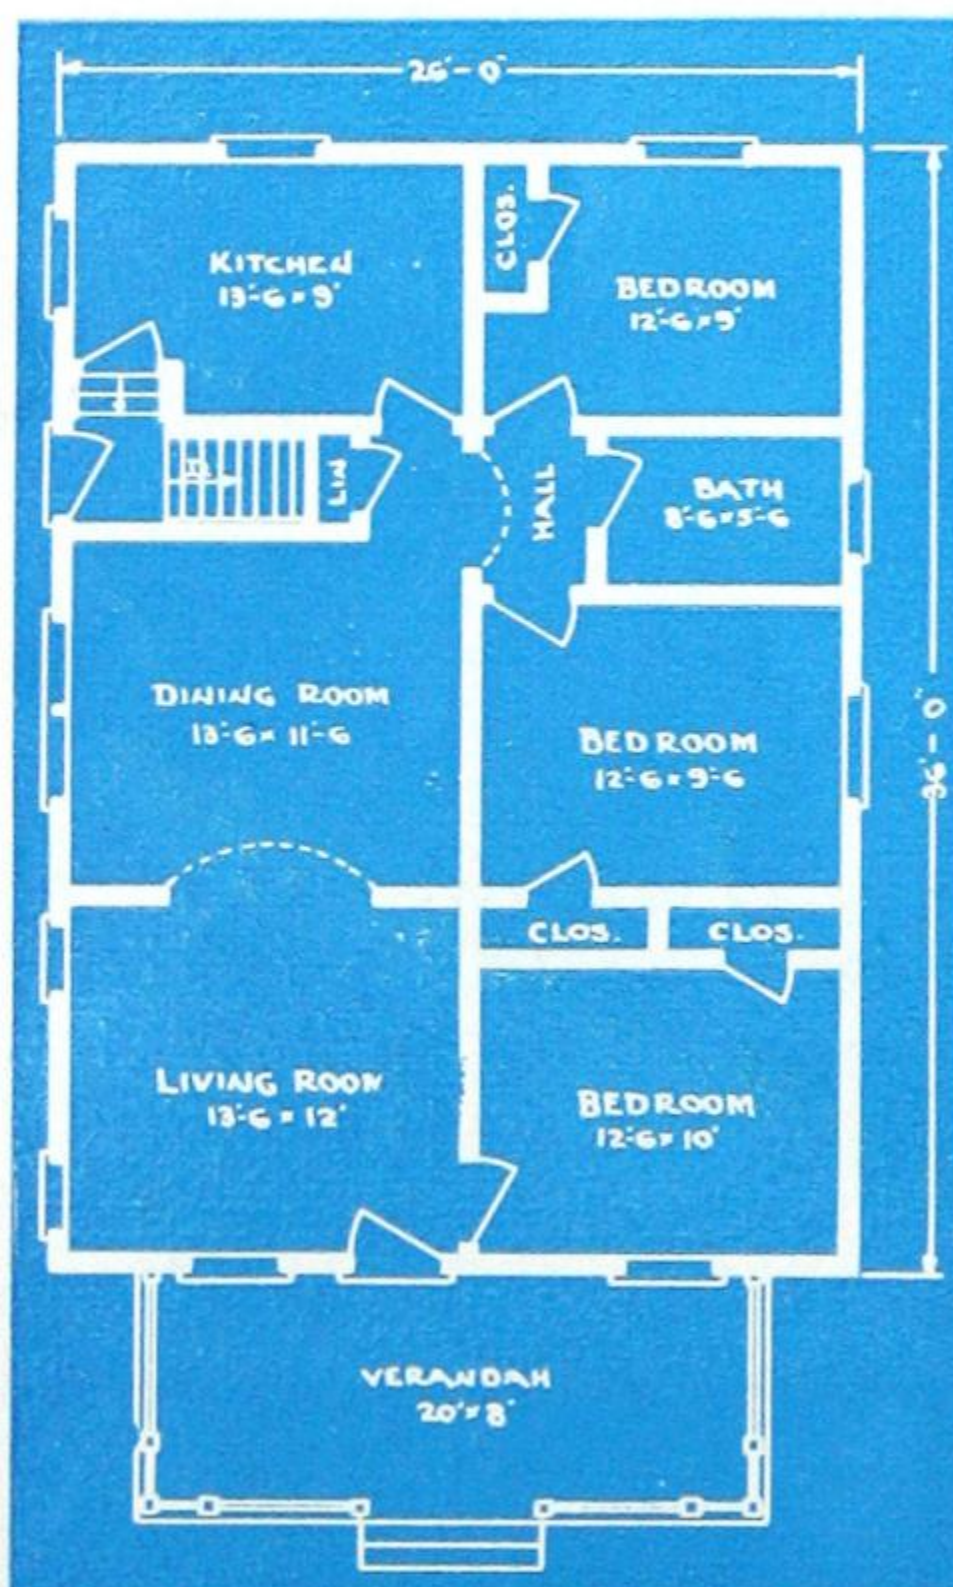 26'-0"
KITCHEN
13'-6 × 9'
CLOS.
BEDROOM
12'-6 × 9'
LIN
HALL
BATH
8'-6 × 5'-6
DINING ROOM
13'-6 × 11'-6
BEDROOM
12'-6 × 9'-6
36'-0"
CLOS.
CLOS.
LIVING ROOM
13'-6 × 12'
BEDROOM
12'-6 × 10'
VERANDAH
20' × 8'